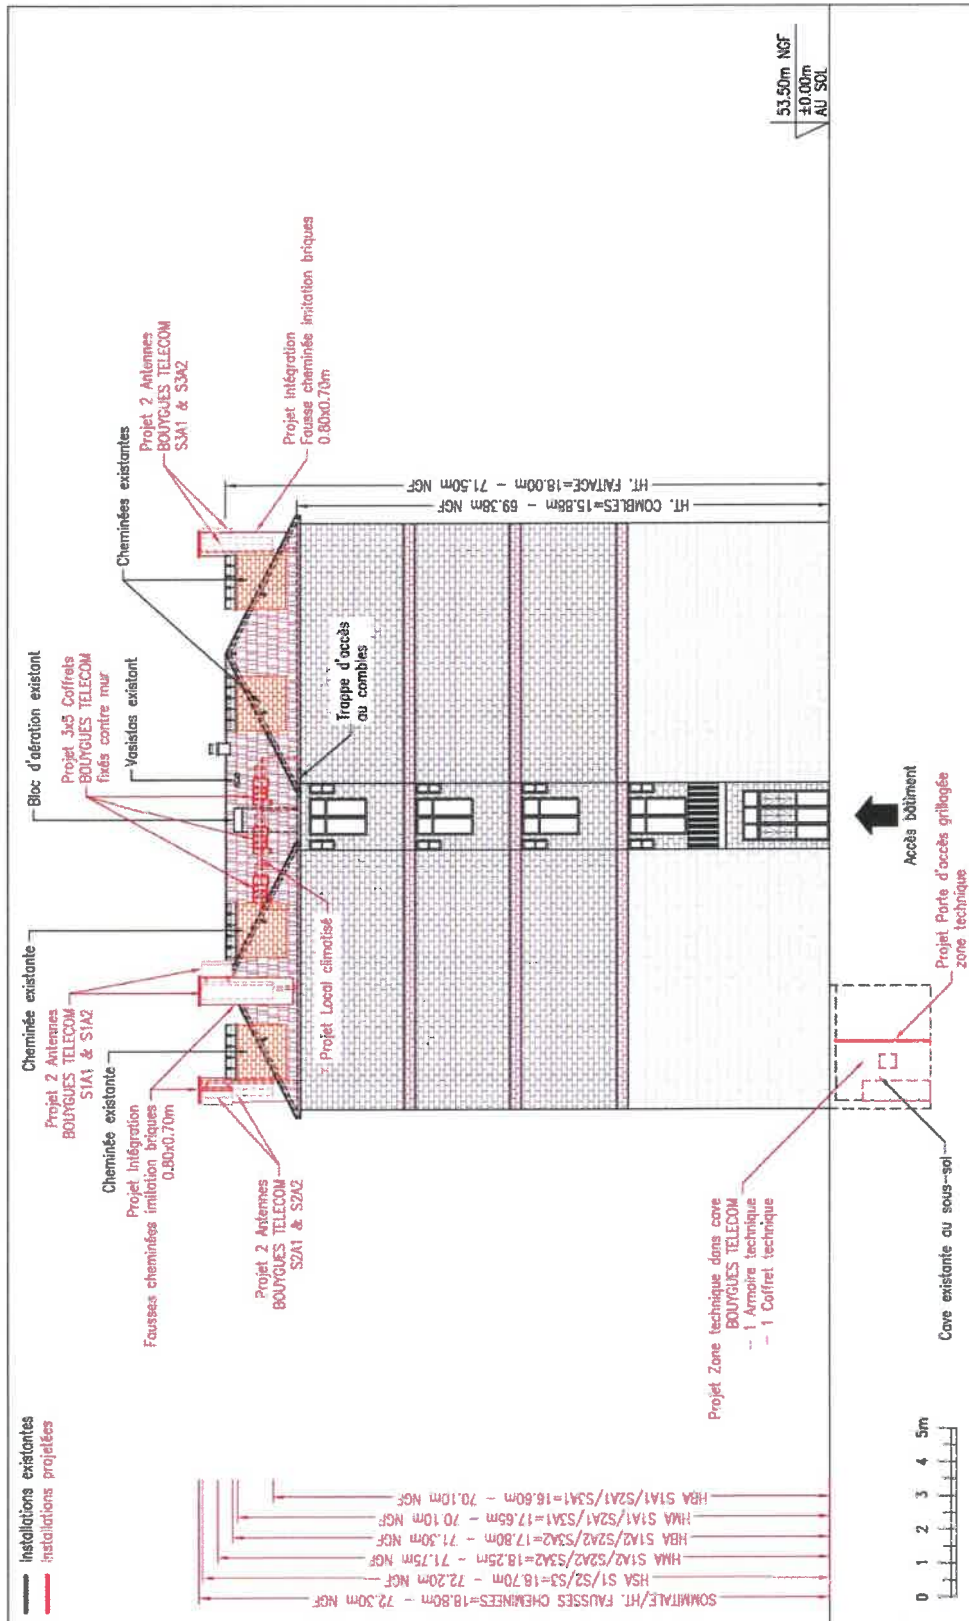 Installations existantes
Installations projetées
Cheminée existante
Projet 2 Antennes
BOUYGUES TELECOM
S1A1 & S1A2
Cheminée existante
Projet Intégration
Fausses cheminées imitation briques
0.80x0.70m
Projet 2 Antennes
BOUYGUES TELECOM
S2A1 & S2A2
Bloc d'aération existant
Projet 3x5 Coffrets
BOUYGUES TELECOM
fixés contre mur
Vasistas existant
Cheminées existantes
Projet 2 Antennes
BOUYGUES TELECOM
S3A1 & S3A2
Projet Intégration
Fausse cheminée imitation briques
0.80x0.70m
Projet Local climatisé
Trappe d'accès
au combles
HT. COMBLES=15.88m - 69.38m NGF
HT. FAITAGE=18.00m - 71.50m NGF
53.50m NGF
±0.00m
AU SOL
Projet Zone technique dans cave
BOUYGUES TELECOM
-- 1 Armoire technique
-- 1 Coffret technique
Accès bâtiment
Projet Porte d'accès grillagée
zone technique
Cave existante au sous-sol
SOMMITALE/HT. FAUSSES CHEMINEES=18.80m - 72.30m NGF
HSA S1/S2/S3=18.70m - 72.20m NGF
HMA S1A2/S2A2/S3A2=18.25m - 71.75m NGF
HBA S1A2/S2A2/S3A2=17.80m - 71.30m NGF
HMA S1A1/S2A1/S3A1=17.65m - 70.10m NGF
HBA S1A1/S2A1/S3A1=16.60m - 70.10m NGF
0 1 2 3 4 5m